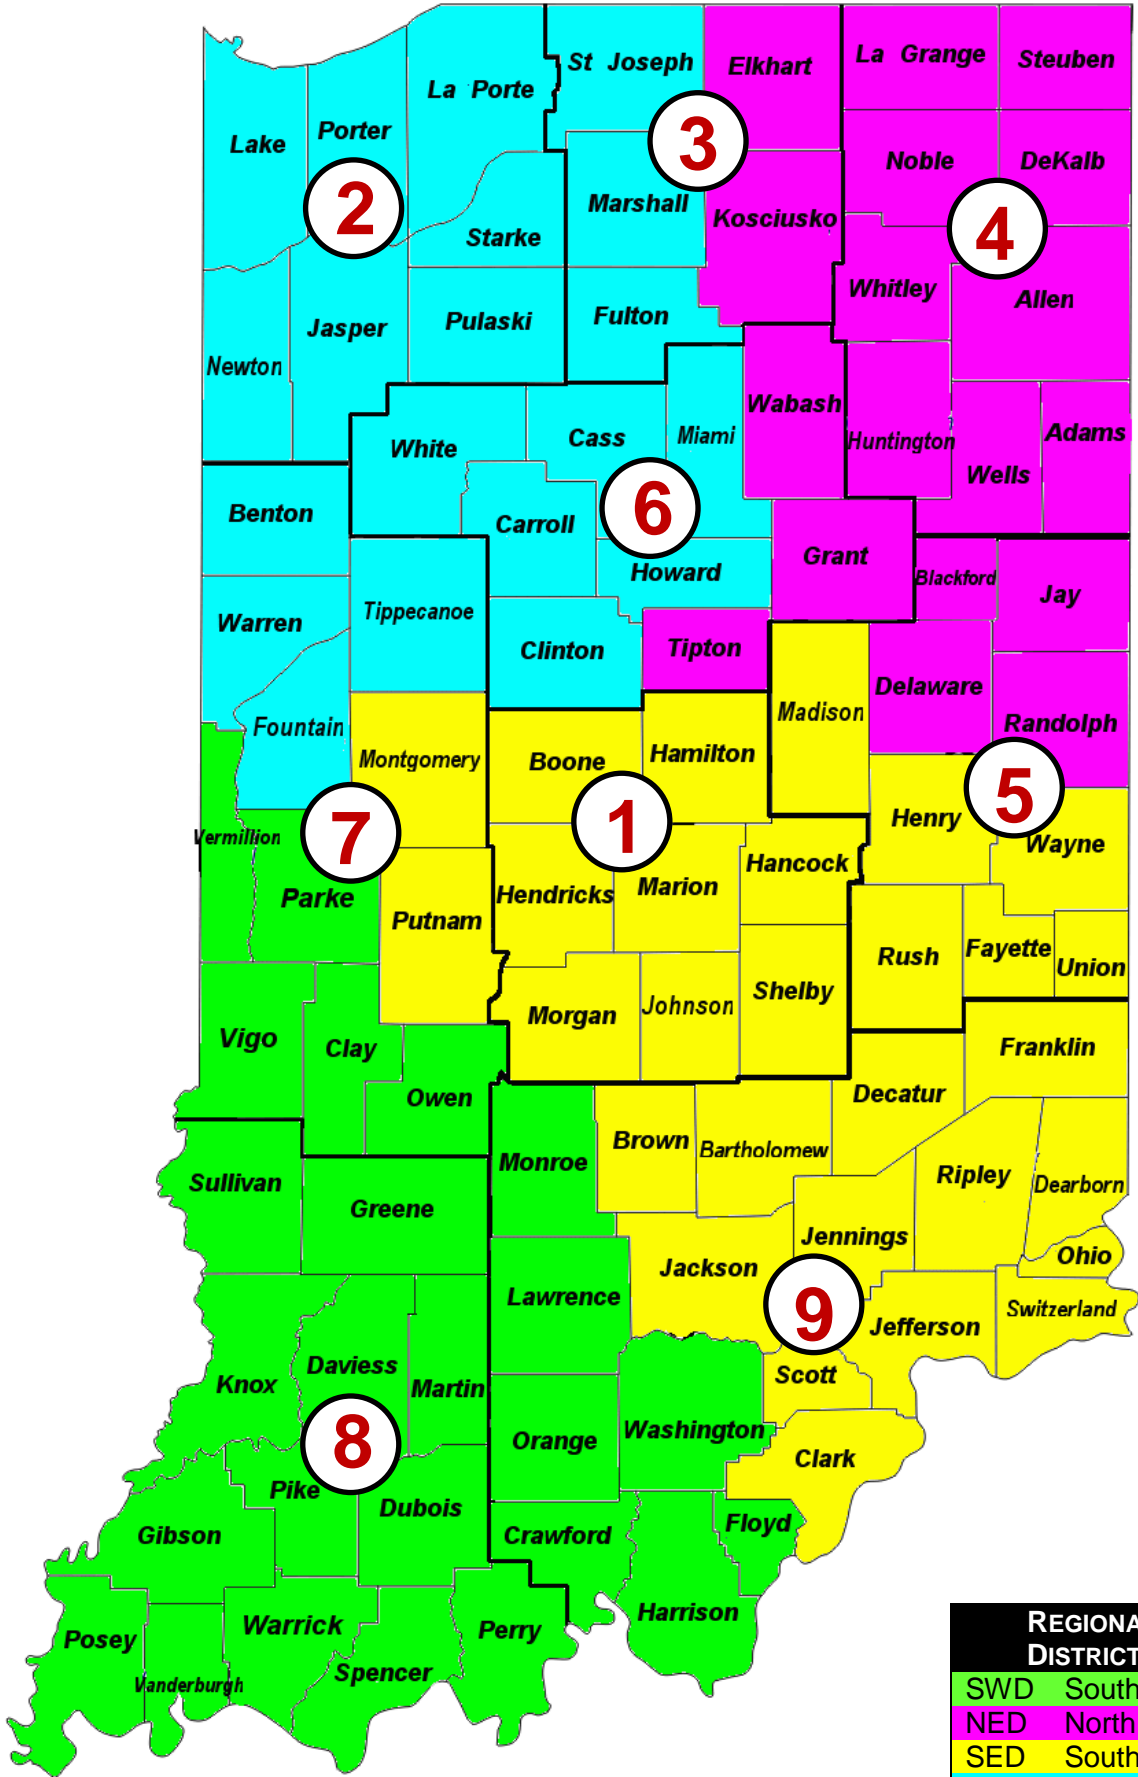 St Joseph
Elkhart
La Grange
Steuben
La Porte
Lake
Porter
3
Noble
DeKalb
2
Marshall
Kosciusko
4
Starke
Whitley
Allen
Newton
Jasper
Pulaski
Fulton
Wabash
White
Cass
Miami
Huntington
Adams
Wells
Benton
Carroll
6
Grant
Howard
Blackford
Jay
Warren
Tippecanoe
Clinton
Tipton
Delaware
Madison
Randolph
Fountain
Montgomery
Boone
Hamilton
5
Vermillion
7
1
Henry
Wayne
Parke
Putnam
Hendricks
Marion
Hancock
Rush
Fayette
Union
Vigo
Clay
Morgan
Johnson
Shelby
Franklin
Owen
Decatur
Sullivan
Greene
Monroe
Brown
Bartholomew
Ripley
Dearborn
Lawrence
Jackson
Jennings
Ohio
Knox
Daviess
Martin
9
Jefferson
Switzerland
Scott
8
Orange
Washington
Clark
Pike
Dubois
Gibson
Crawford
Floyd
Posey
Warrick
Perry
Harrison
Vanderburgh
Spencer
REGIONA
DISTRICT
SWD South
NED North
SED South